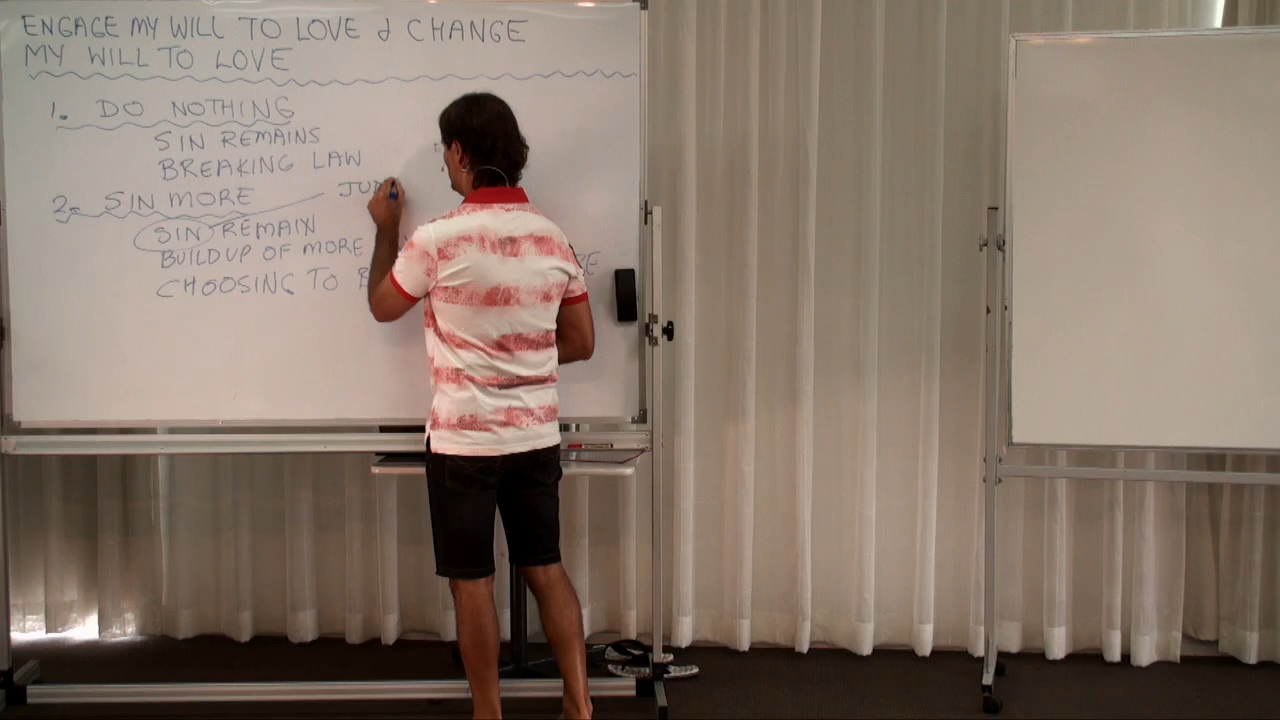 ENGAGE MY WILL TO LOVE & CHANGE
MY WILL TO LOVE
1. DO NOTHING
SIN REMAINS
BREAKING LAW
2. SIN MORE
JUD
SIN REMAIN
BUILDUP OF MORE
CHOOSING TO